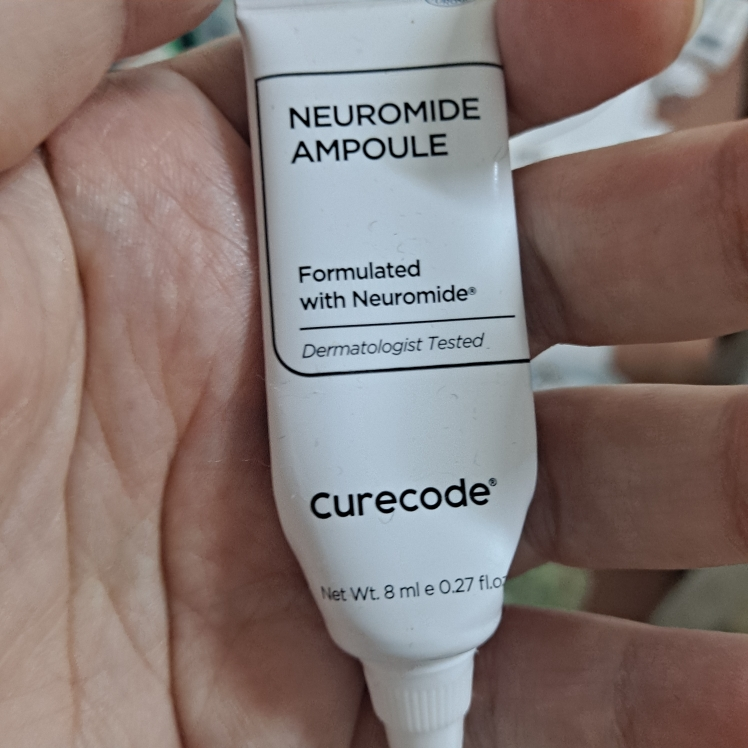 NEUROMIDE
AMPOULE
Formulated
with Neuromide®
Dermatologist Tested
curecode®
Net Wt. 8 ml e 0.27 fl.oz